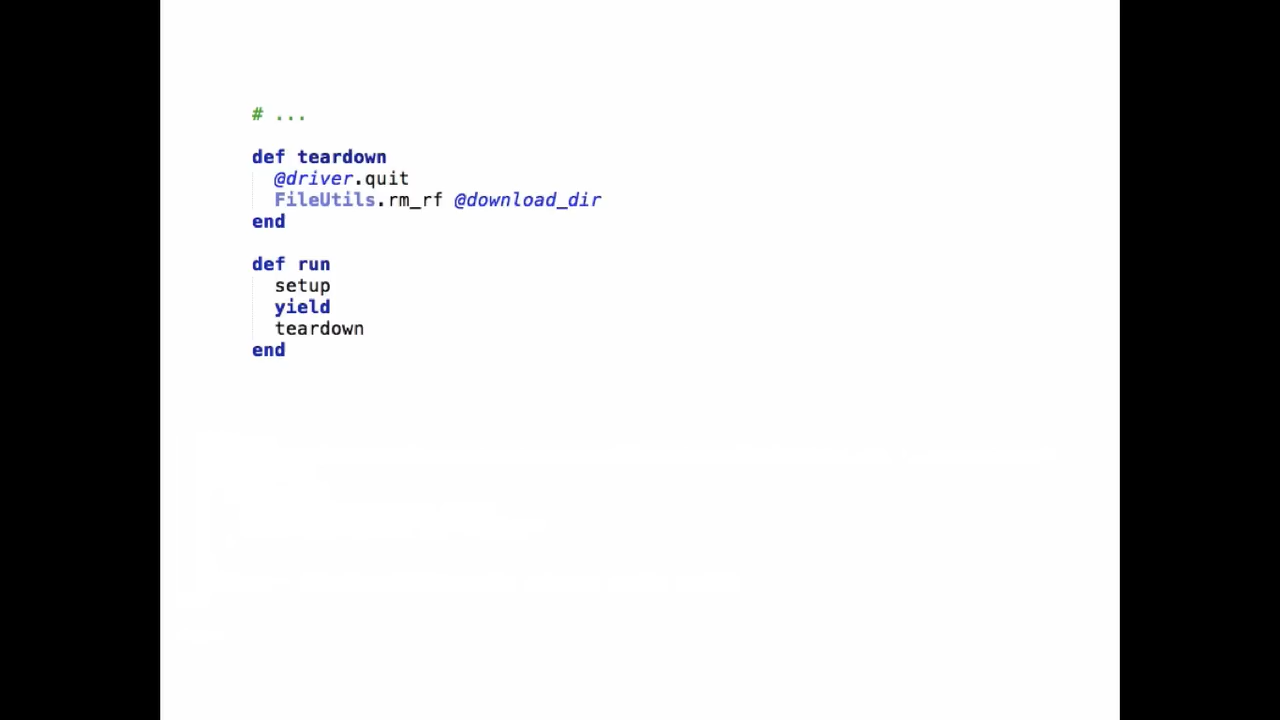 # ...
def teardown
@driver.quit
FileUtils.rm_rf @download_dir
end
def run
setup
yield
teardown
end